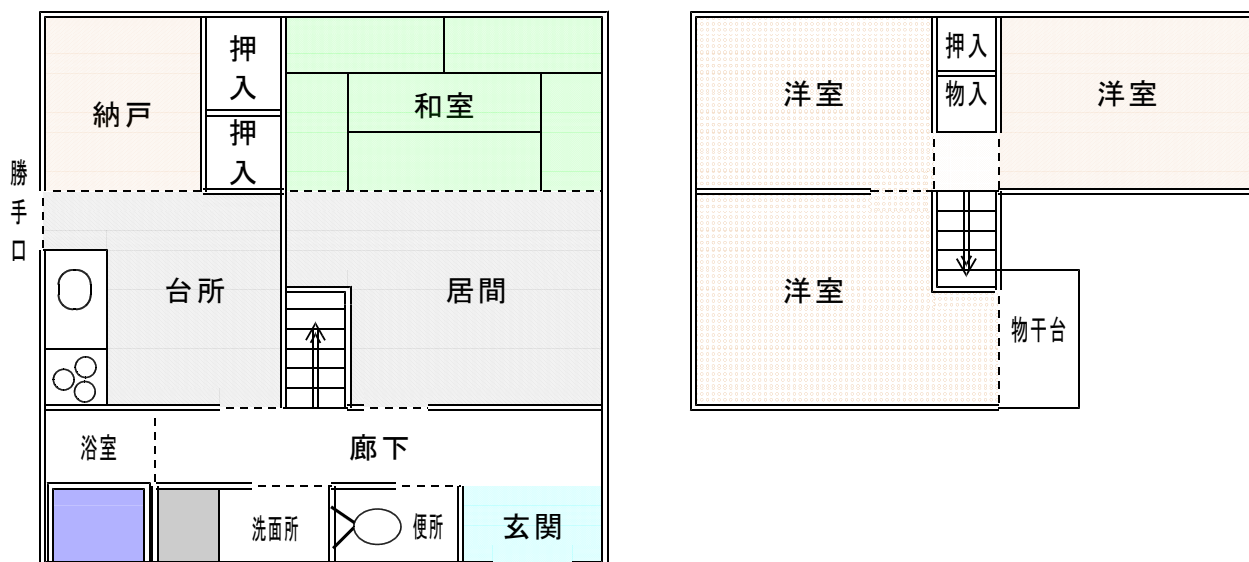 納戸
押入
押入
和室
勝手口
台所
居間
浴室
廊下
洗面所
便所
玄関
洋室
押入
物入
洋室
洋室
物干台